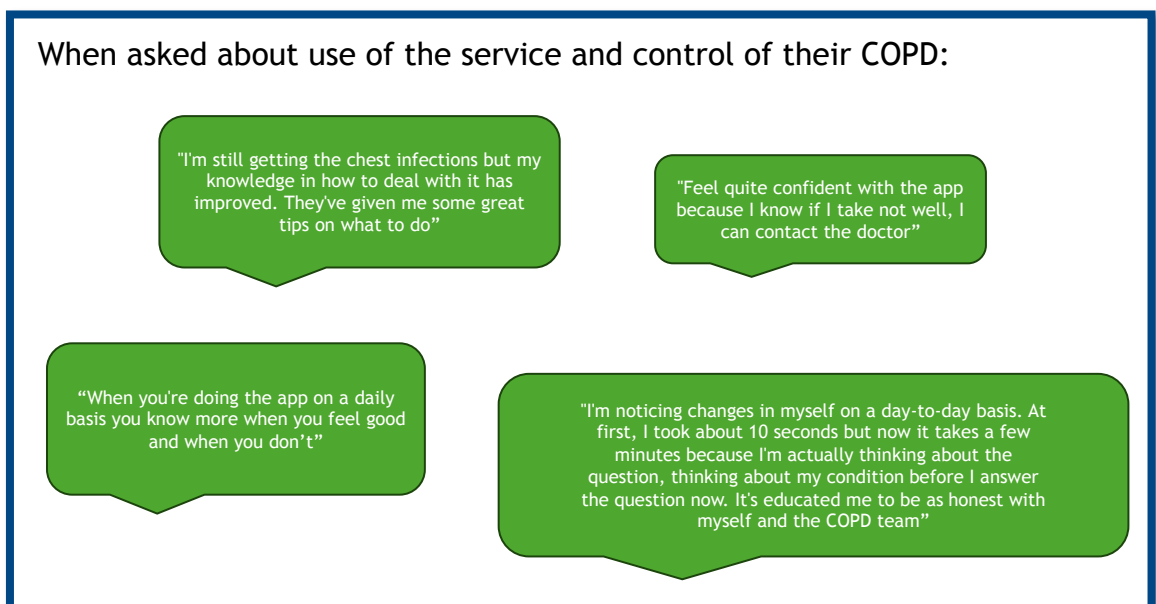 When asked about use of the service and control of their COPD:
"I'm still getting the chest infections but my
knowledge in how to deal with it has
improved. They've given me some great
tips on what to do”
"Feel quite confident with the app
because I know if I take not well, I
can contact the doctor”
“When you're doing the app on a daily
basis you know more when you feel good
and when you don’t”
"I'm noticing changes in myself on a day-to-day basis. At
first, I took about 10 seconds but now it takes a few
minutes because I'm actually thinking about the
question, thinking about my condition before I answer
the question now. It's educated me to be as honest with
myself and the COPD team”